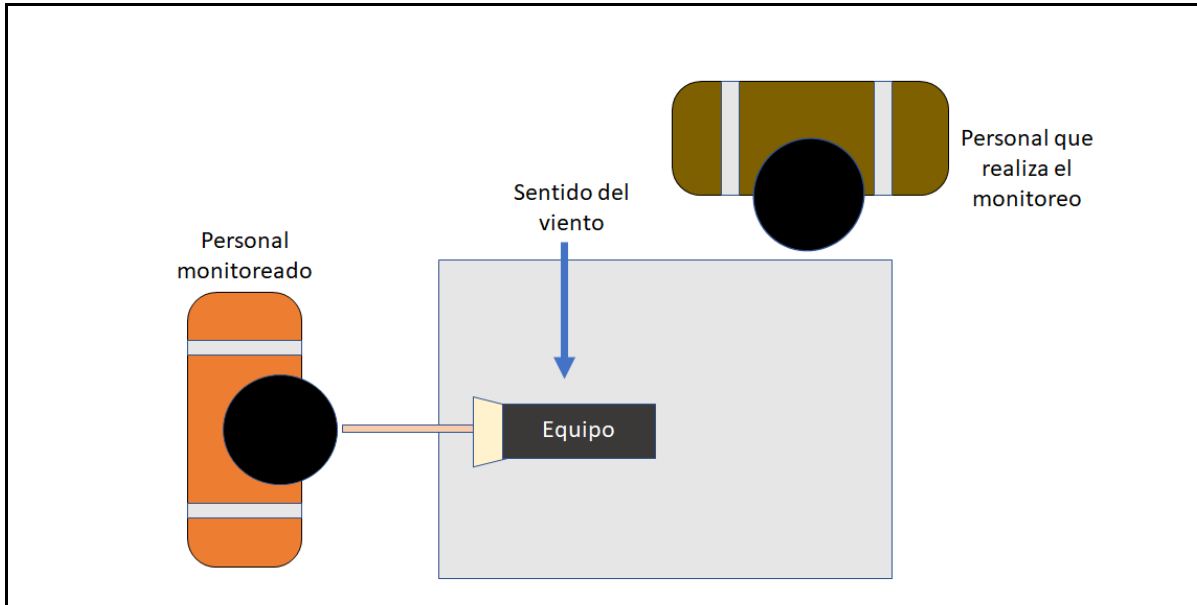 Personal que
realiza el
monitoreo
Sentido del
viento
Personal
monitoreado
Equipo